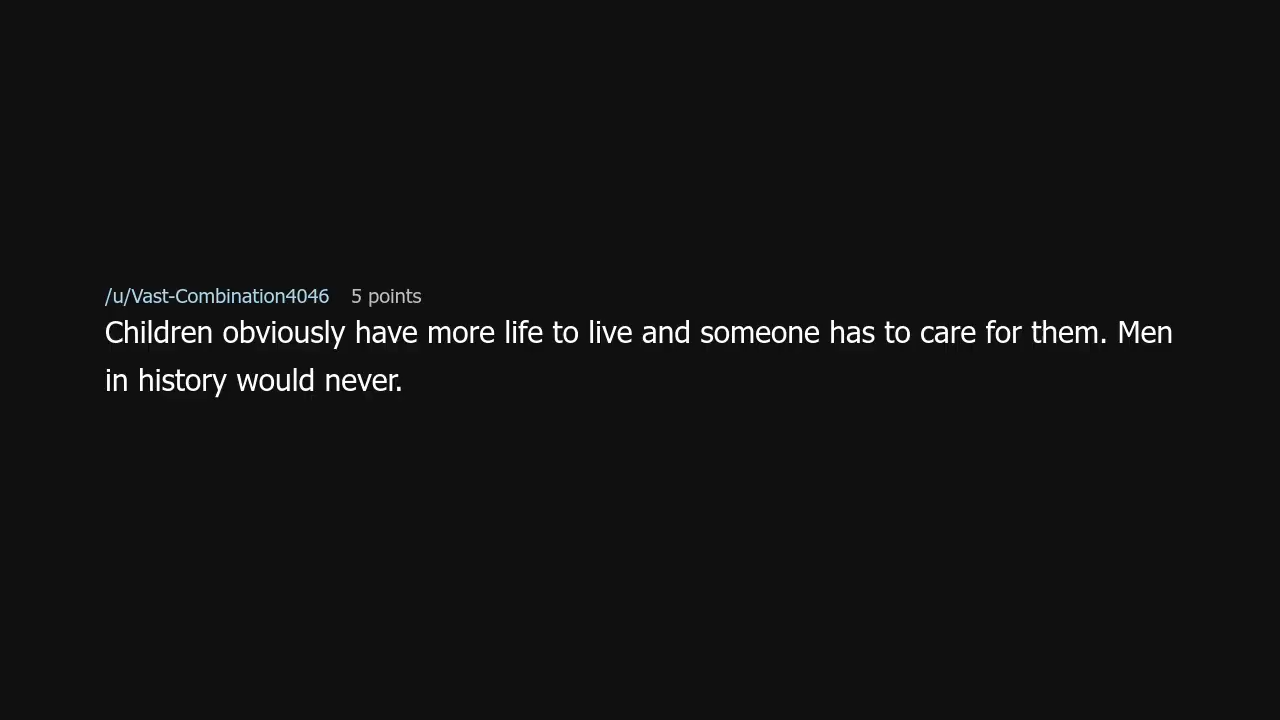 /u/Vast-Combination4046 5 points
Children obviously have more life to live and someone has to care for them. Men
in history would never.